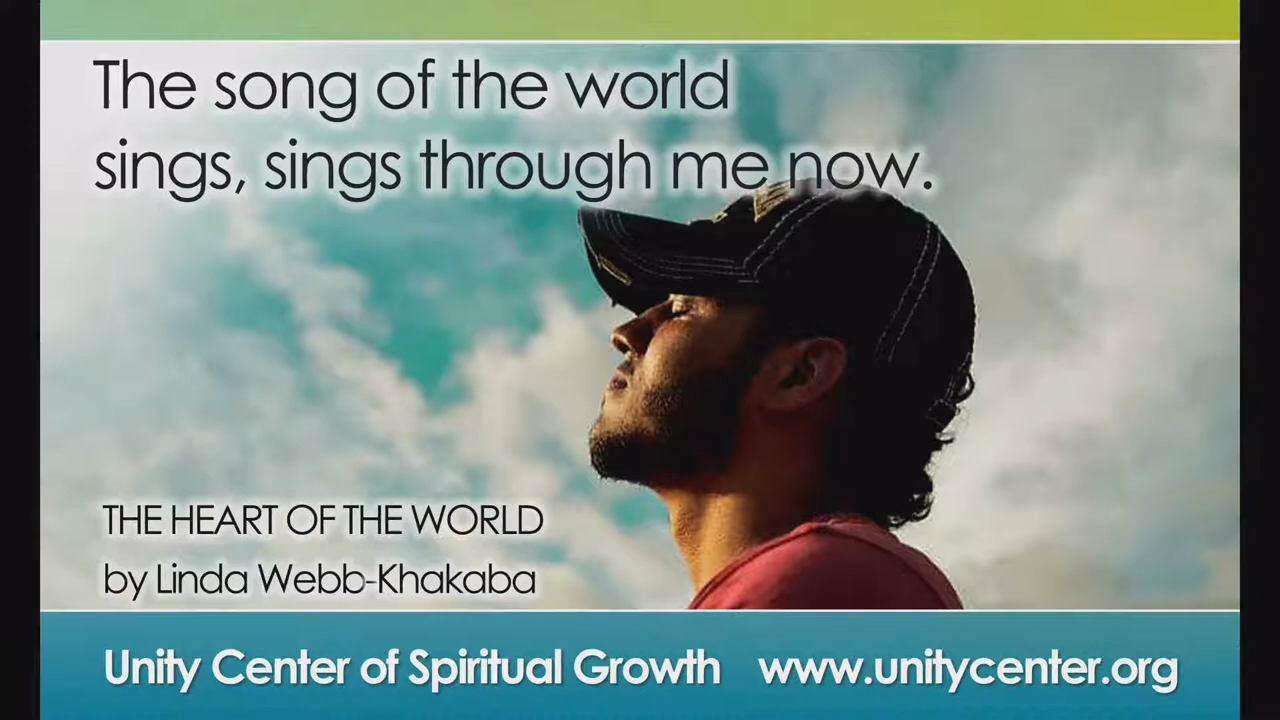 The song of the world
sings, sings through me now.
THE HEART OF THE WORLD
by Linda Webb-Khakaba
Unity Center of Spiritual Growth www.unitycenter.org